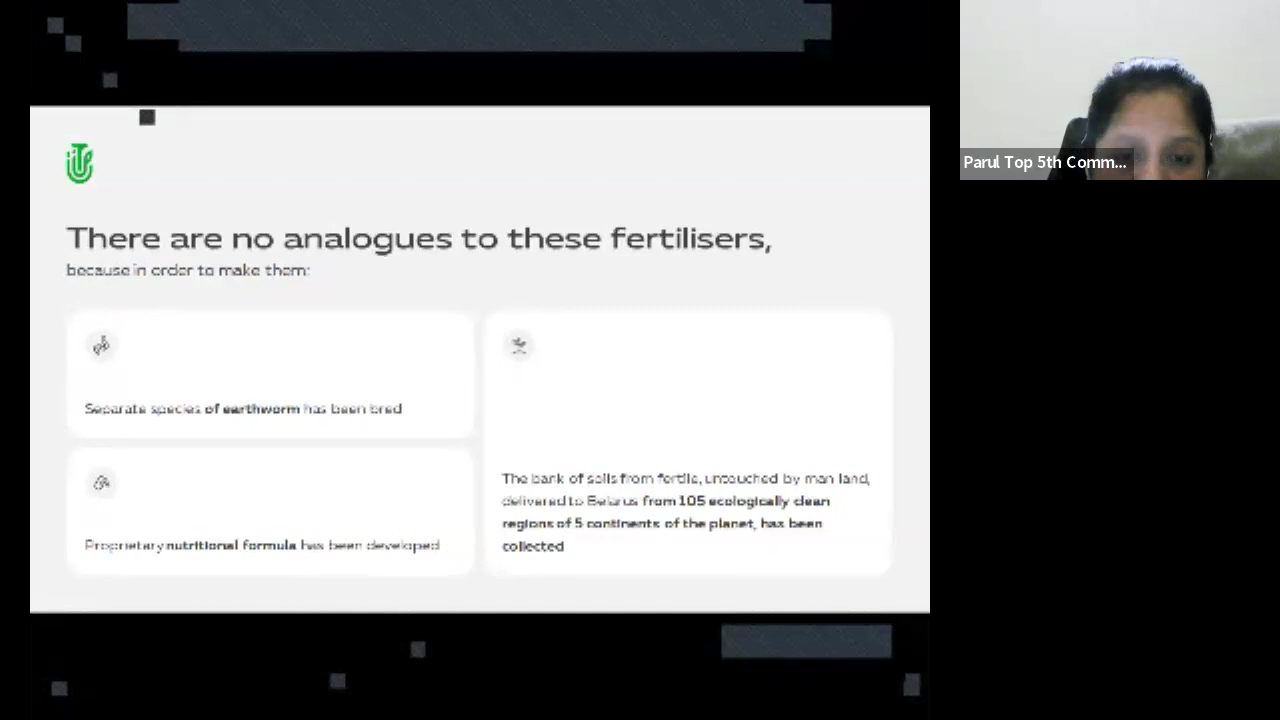 There are no analogues to these fertilisers,
because in order to make them:
Separate species of earthworm has been bred
Proprietary nutritional formula has been developed
The bank of soils from fertile, untouched by man land,
delivered to Belarus from 105 ecologically clean
regions of 5 continents of the planet, has been
collected
Parul Top 5th Comm...